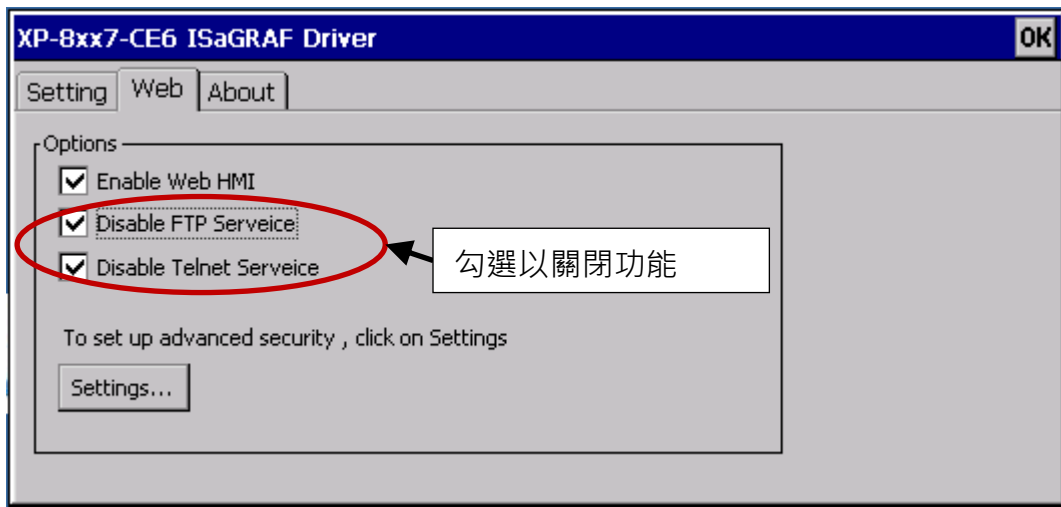 XP-8xx7-CE6 ISaGRAF Driver OK
Setting Web About
Options
Enable Web HMI
Disable FTP Serveice
Disable Telnet Serveice
勾選以關閉功能
To set up advanced security , click on Settings
Settings...